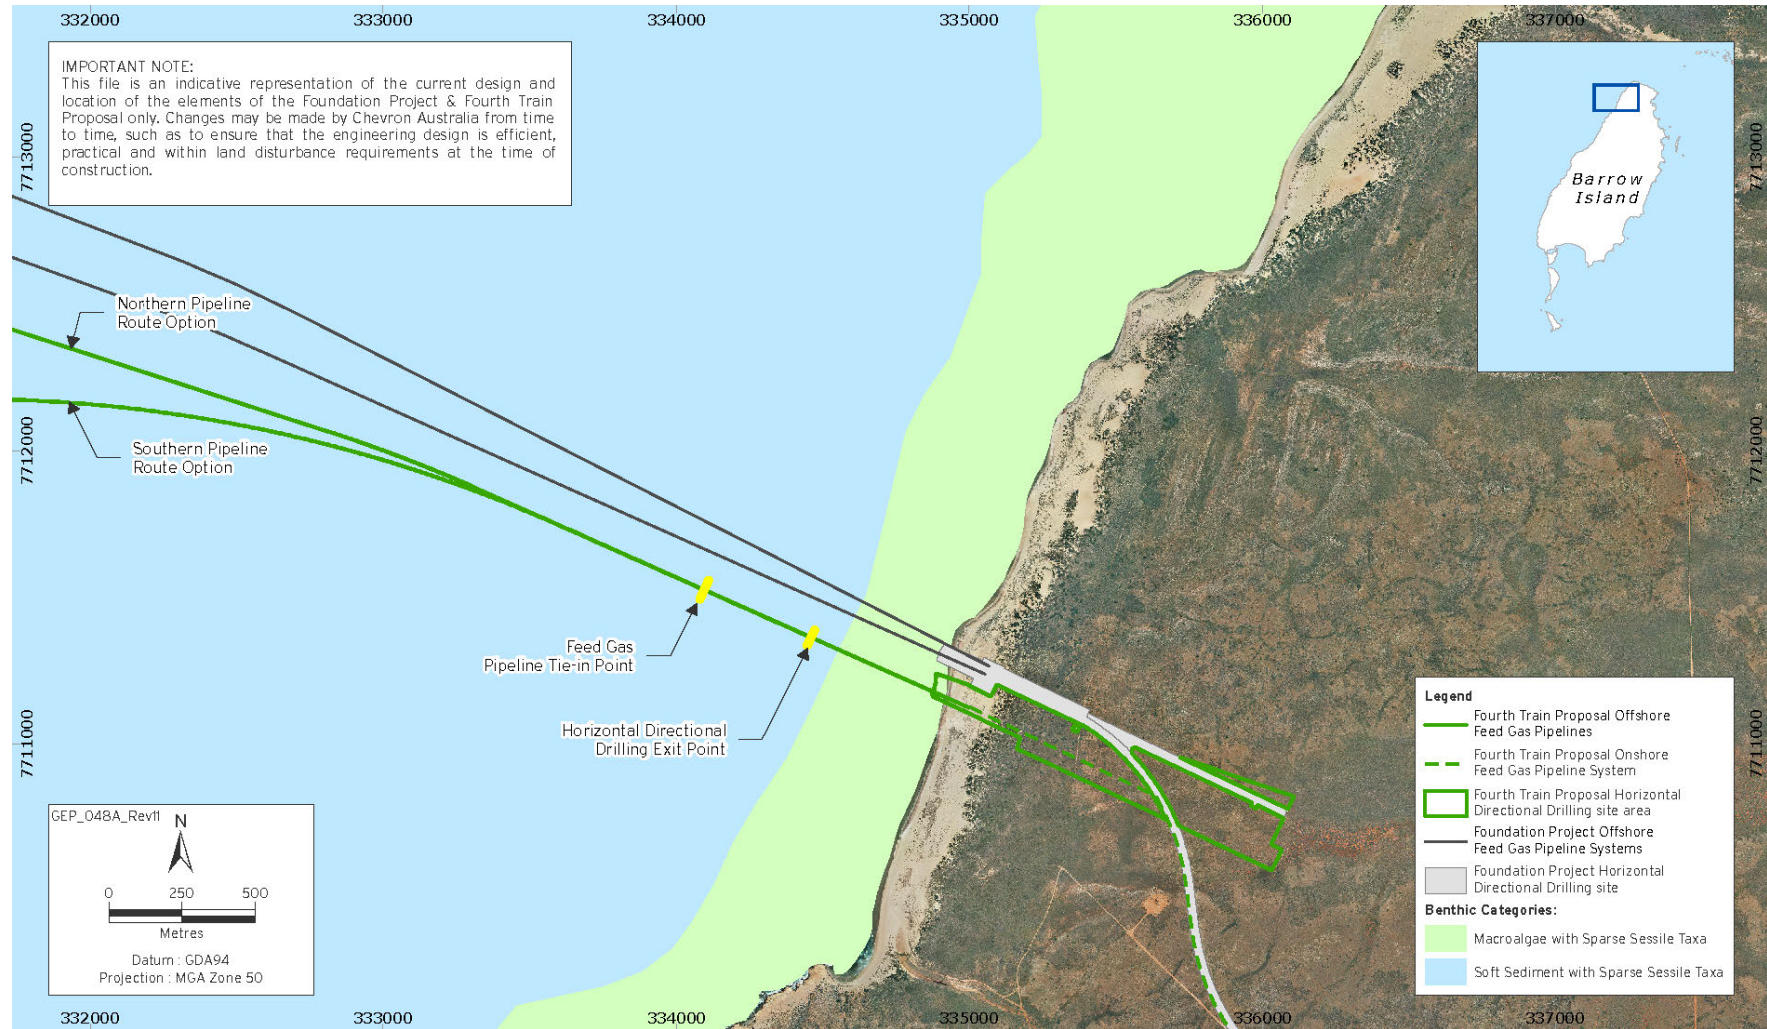 332000
333000
334000
335000
336000
337000
IMPORTANT NOTE:
This file is an indicative representation of the current design and
location of the elements of the Foundation Project & Fourth Train
Proposal only. Changes may be made by Chevron Australia from time
to time, such as to ensure that the engineering design is efficient,
practical and within land disturbance requirements at the time of
construction.
Barrow
Island
7713000
7713000
Northern Pipeline
Route Option
7712000
7712000
Southern Pipeline
Route Option
Feed Gas
Pipeline Tie-in Point
Horizontal Directional
Drilling Exit Point
7711000
7711000
Legend
Fourth Train Proposal Offshore
Feed Gas Pipelines
Fourth Train Proposal Onshore
Feed Gas Pipeline System
Fourth Train Proposal Horizontal
Directional Drilling site area
Foundation Project Offshore
Feed Gas Pipeline Systems
Foundation Project Horizontal
Directional Drilling site
Benthic Categories:
Macroalgae with Sparse Sessile Taxa
Soft Sediment with Sparse Sessile Taxa
GEP_048A_Rev11
N
0 250 500
Metres
Datum : GDA94
Projection : MGA Zone 50
332000
333000
334000
335000
336000
337000